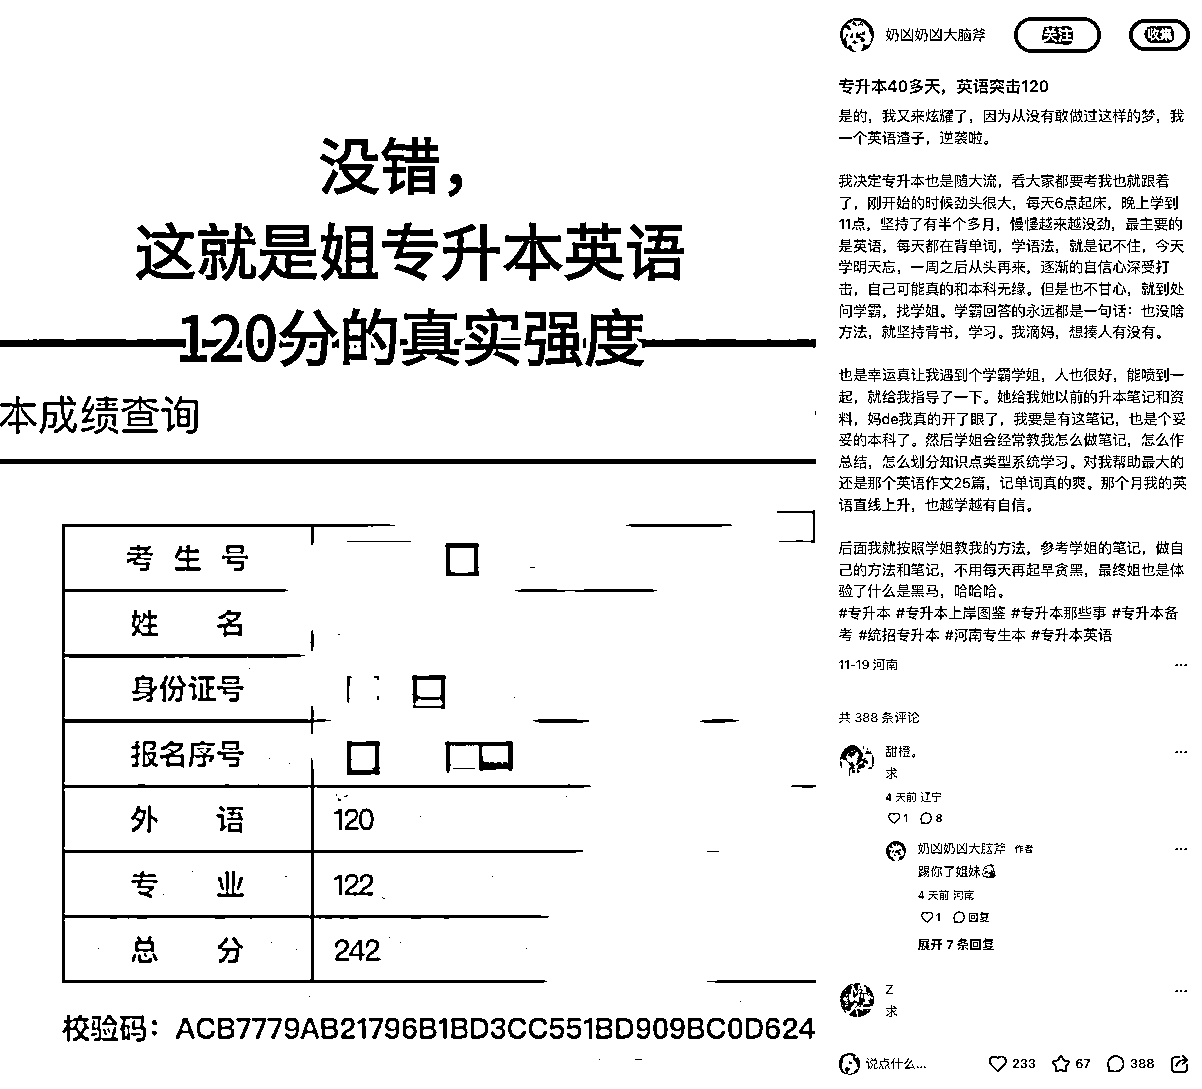 没错，
这就是姐专升本英语
120分的真实强度
本成绩查询
考生号
姓名
身份证号
报名序号
外语 120
专业 122
总分 242
校验码：ACB7779AB21796B1BD3CC551BD909BC0D624
奶凶奶凶大脑斧
关注
收集
专升本40多天，英语突击120
是的，我又来炫耀了，因为从没有敢做过这样的梦，我
一个英语渣子，逆袭啦。
我决定专升本也是随大流，看大家都要考我也就跟着
了，刚开始的时候劲头很大，每天6点起床，晚上学到
11点，坚持了有半个多月，慢慢越来越没劲，最主要的
是英语，每天都在背单词，学语法，就是记不住，今天
学明天忘，一周之后从头再来，逐渐的自信心深受打
击，自己可能真的和本科无缘。但是也不甘心，就到处
问学霸，找学姐。学霸回答的永远都是一句话：也没啥
方法，就坚持背书，学习。我滴妈，想揍人有没有。
也是幸运真让我遇到个学霸学姐，人也很好，能喷到一
起，就给我指导了一下。她给我她以前的升本笔记和资
料，妈de我真的开了眼了，我要是有这笔记，也是个妥
妥的本科了。然后学姐会经常教我怎么做笔记，怎么作
总结，怎么划分知识点类型系统学习。对我帮助最大的
还是那个英语作文25篇，记单词真的爽。那个月我的英
语直线上升，也越学越有自信。
后面我就按照学姐教我的方法，参考学姐的笔记，做自
己的方法和笔记，不用每天再起早贪黑，最终姐也是体
验了什么是黑马，哈哈哈。
#专升本 #专升本上岸图鉴 #专升本那些事 #专升本备
考 #统招专升本 #河南专生本 #专升本英语
11-19 河南
共 388 条评论
甜橙。
求
4 天前 辽宁
1 8
奶凶奶凶大脑斧 作者
踢你了姐妹
4 天前 河南
1 回复
展开 7 条回复
Z
求
说点什么...
233 67 388